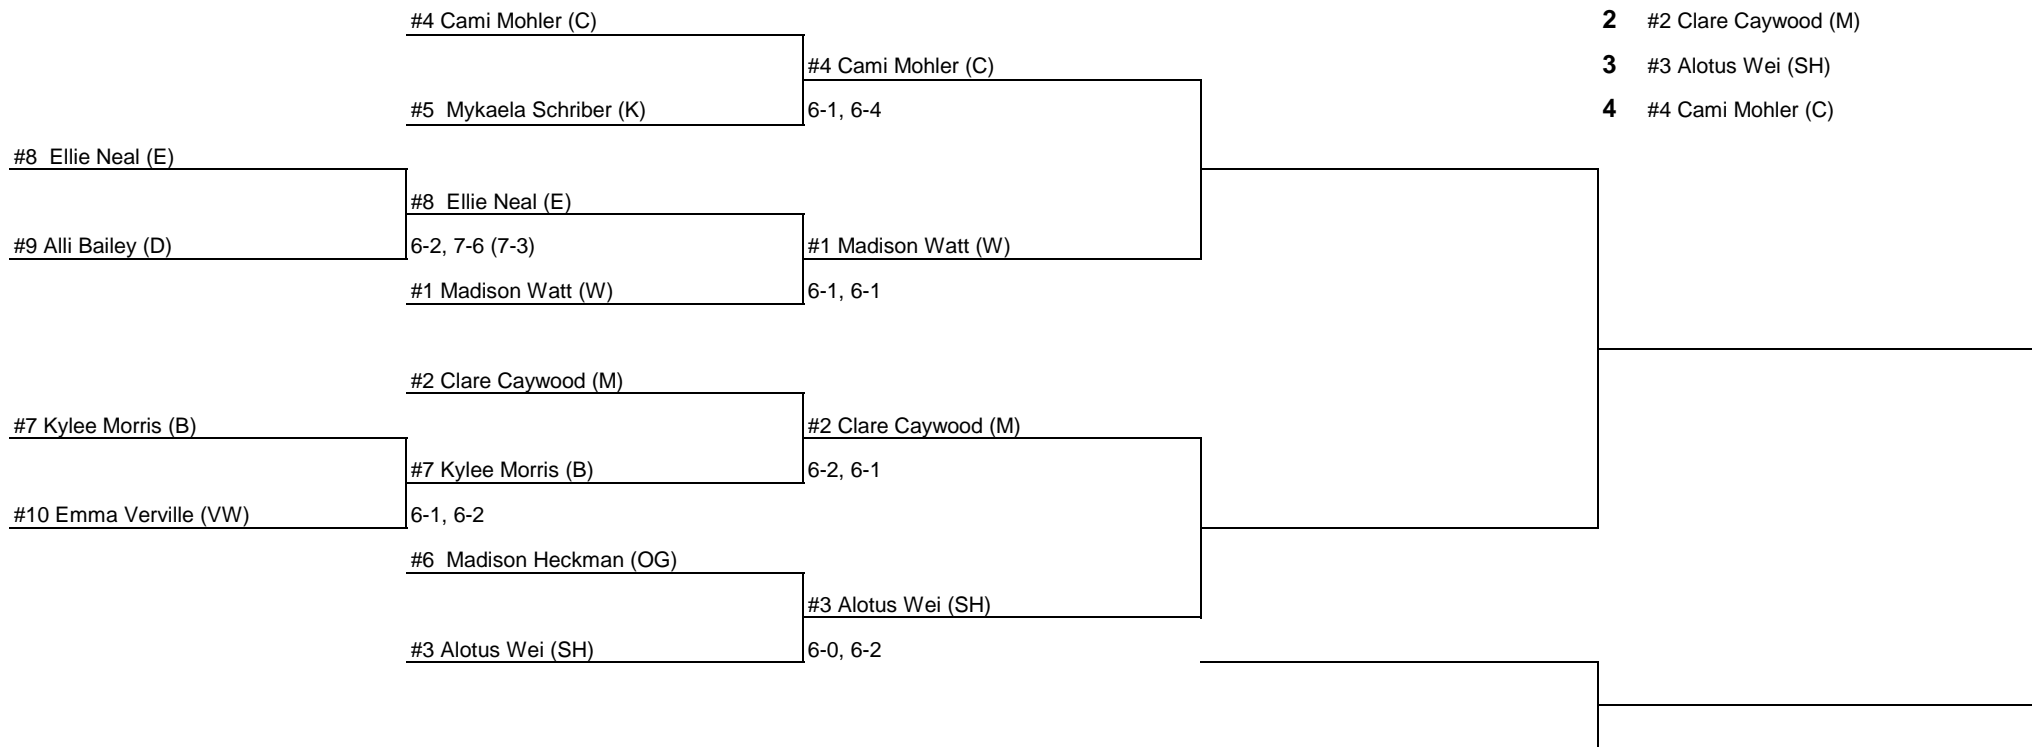 #4 Cami Mohler (C)
2 #2 Clare Caywood (M)
#4 Cami Mohler (C)
3 #3 Alotus Wei (SH)
#5 Mykaela Schriber (K)
6-1, 6-4
4 #4 Cami Mohler (C)
#8 Ellie Neal (E)
#8 Ellie Neal (E)
#9 Alli Bailey (D)
6-2, 7-6 (7-3)
#1 Madison Watt (W)
#1 Madison Watt (W)
6-1, 6-1
#2 Clare Caywood (M)
#7 Kylee Morris (B)
#2 Clare Caywood (M)
#7 Kylee Morris (B)
6-2, 6-1
#10 Emma Verville (VW)
6-1, 6-2
#6 Madison Heckman (OG)
#3 Alotus Wei (SH)
#3 Alotus Wei (SH)
6-0, 6-2